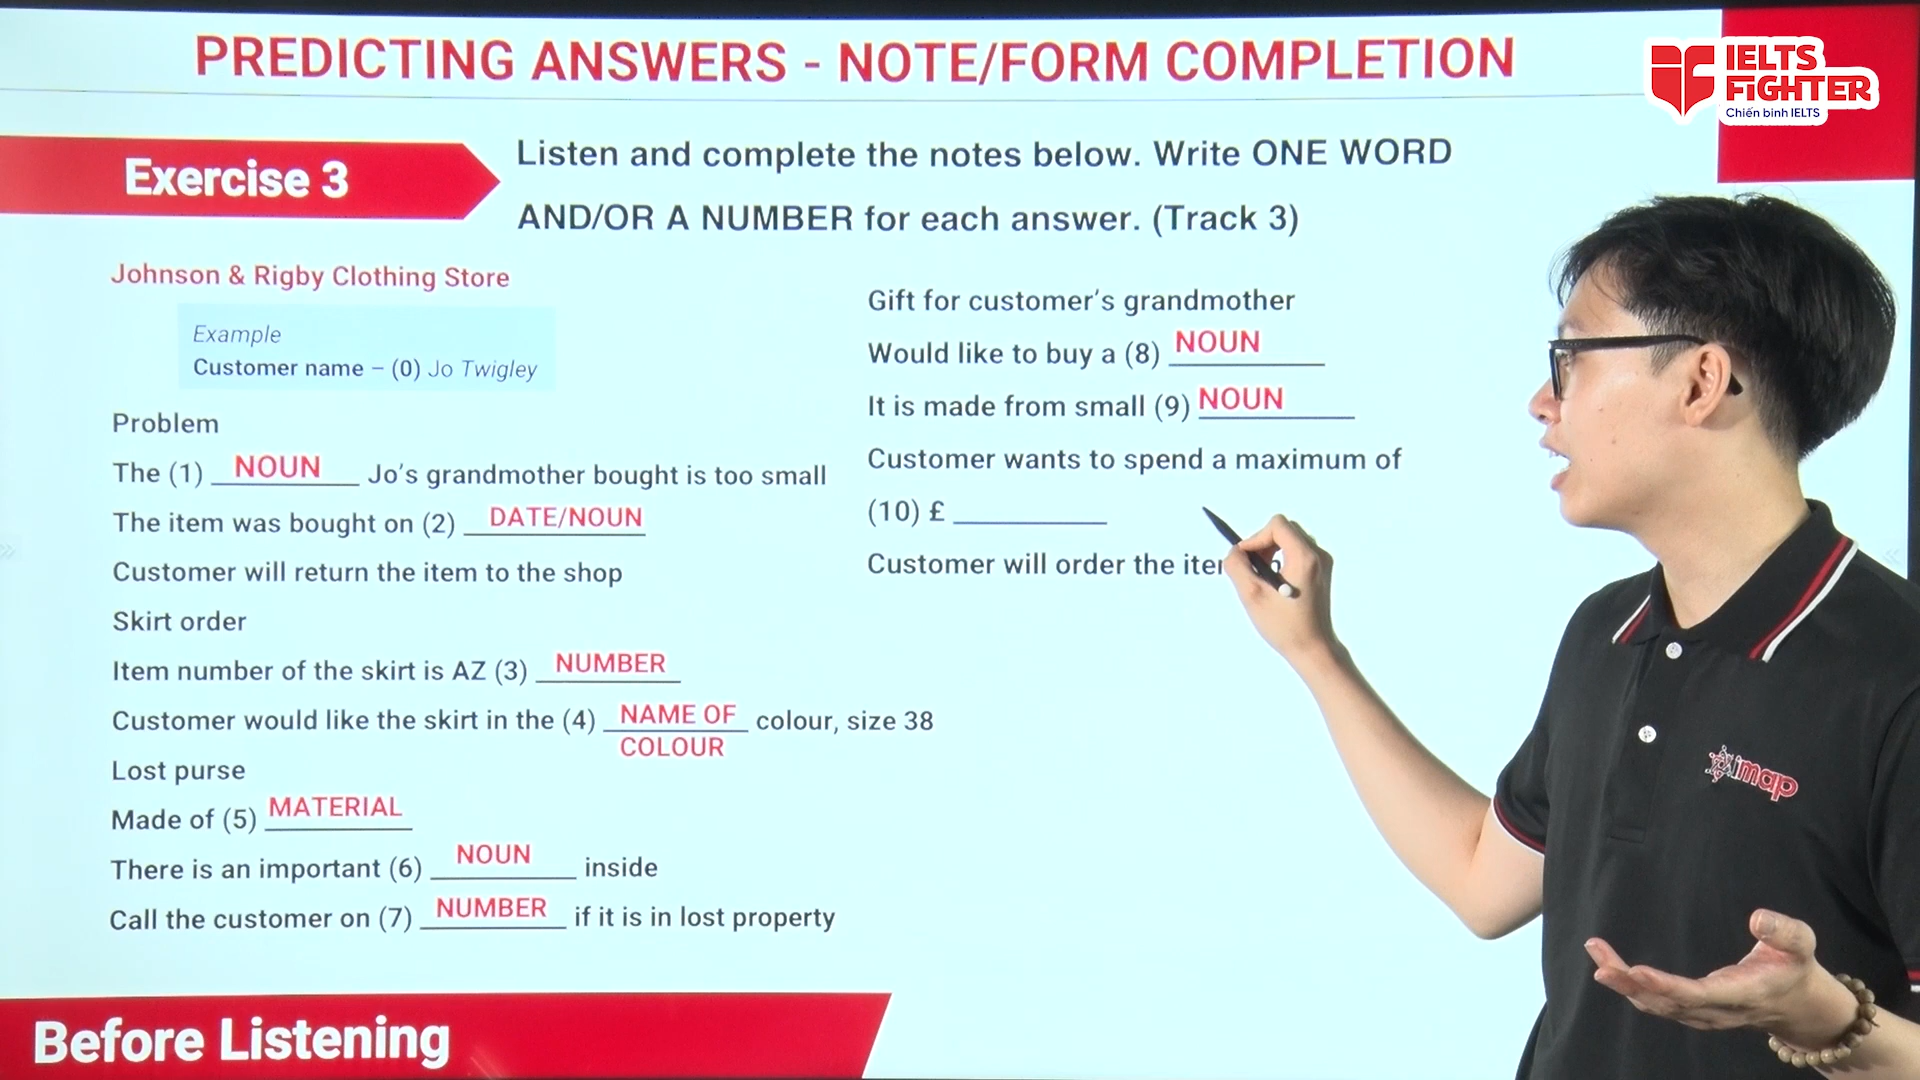 PREDICTING ANSWERS - NOTE/FORM COMPLETION
IELTS
FIGHTER
Chiến binh IELTS
Exercise 3
Listen and complete the notes below. Write ONE WORD
AND/OR A NUMBER for each answer. (Track 3)
Johnson & Rigby Clothing Store
Example
Customer name – (0) Jo Twigley
Problem
The (1) NOUN Jo’s grandmother bought is too small
The item was bought on (2) DATE/NOUN
Customer will return the item to the shop
Skirt order
Item number of the skirt is AZ (3) NUMBER
Customer would like the skirt in the (4) NAME OF COLOUR colour, size 38
Lost purse
Made of (5) MATERIAL
There is an important (6) NOUN inside
Call the customer on (7) NUMBER if it is in lost property
Gift for customer’s grandmother
Would like to buy a (8) NOUN
It is made from small (9) NOUN
Customer wants to spend a maximum of
(10) £
Customer will order the
imap
Before Listening